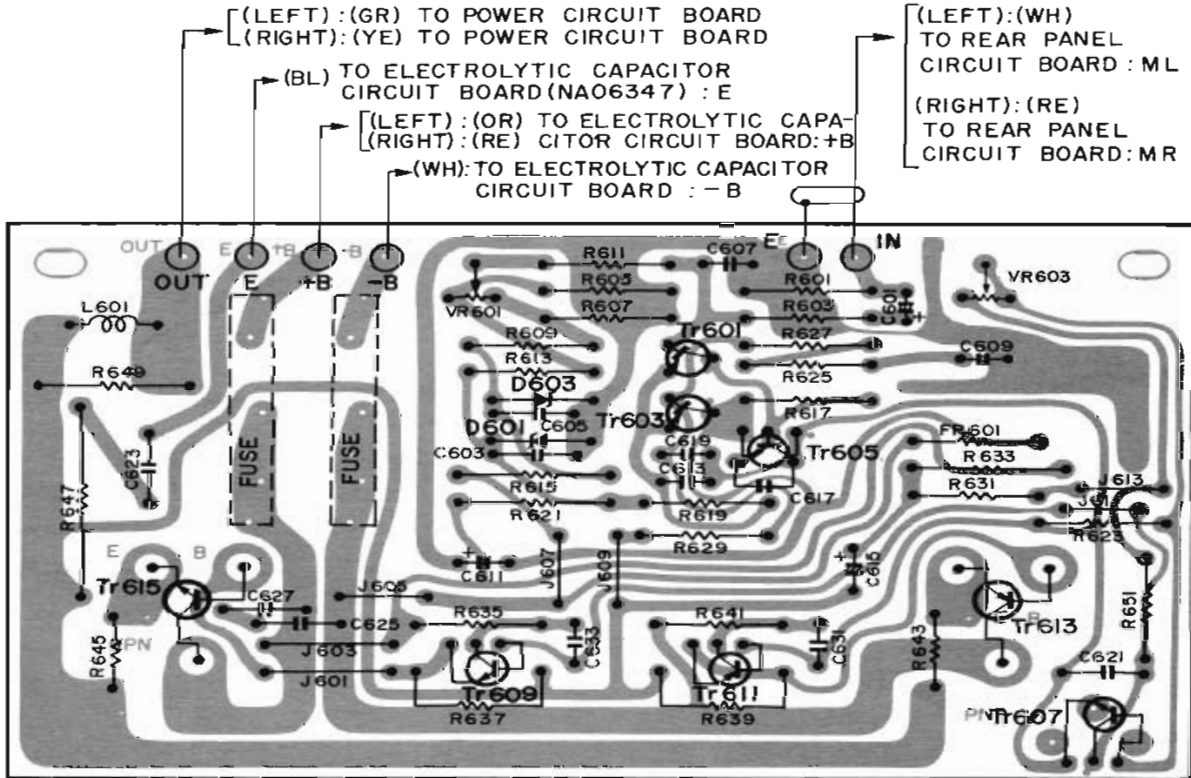 (LEFT) : (GR) TO POWER CIRCUIT BOARD
(RIGHT) : (YE) TO POWER CIRCUIT BOARD
(BL) TO ELECTROLYTIC CAPACITOR
CIRCUIT BOARD (NA06347) : E
(LEFT) : (OR) TO ELECTROLYTIC CAPA-
(RIGHT) : (RE) CITOR CIRCUIT BOARD : +B
(WH): TO ELECTROLYTIC CAPACITOR
CIRCUIT BOARD : -B
(LEFT) : (WH)
TO REAR PANEL
CIRCUIT BOARD : ML
(RIGHT) : (RE)
TO REAR PANEL
CIRCUIT BOARD : MR
OUT E +B -B
OUT E +B -B
R611 C607 E E IN
R605 R601
VR601 R607 R603 C601 VR603
L601
R609 Tr601 R627
R613 C609
R649 R625
D603
C605 Tr603 R617
D601
C603 C619 Tr605 FR601
C623 FUSE FUSE R633
R615 C613 R631 J613
R647 R621 R619 C617
R629 R623
E B
C611 J607 J609 C615
Tr615 C627 J605
R635 R641 R651
C625 Tr613 B
R645 PN J603 R643
J601 Tr609 Tr611 C621
R637 R639 PN Tr607